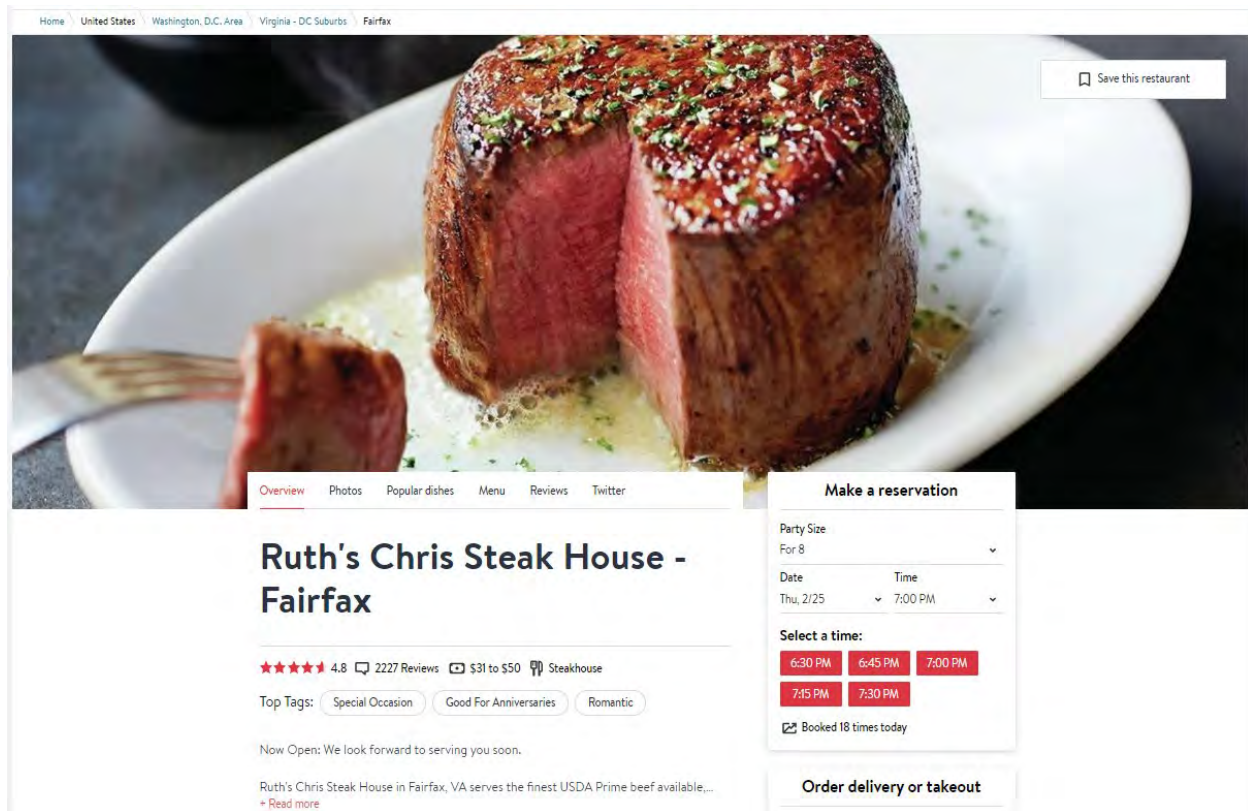 Home United States Washington, D.C. Area Virginia - DC Suburbs Fairfax
Save this restaurant
Overview Photos Popular dishes Menu Reviews Twitter
Ruth's Chris Steak House -
Fairfax
4.8 2227 Reviews $31 to $50 Steakhouse
Top Tags: Special Occasion Good For Anniversaries Romantic
Now Open: We look forward to serving you soon.
Ruth's Chris Steak House in Fairfax, VA serves the finest USDA Prime beef available,...
+ Read more
Make a reservation
Party Size
For 8
Date Time
Thu, 2/25 7:00 PM
Select a time:
6:30 PM 6:45 PM 7:00 PM
7:15 PM 7:30 PM
Booked 18 times today
Order delivery or takeout